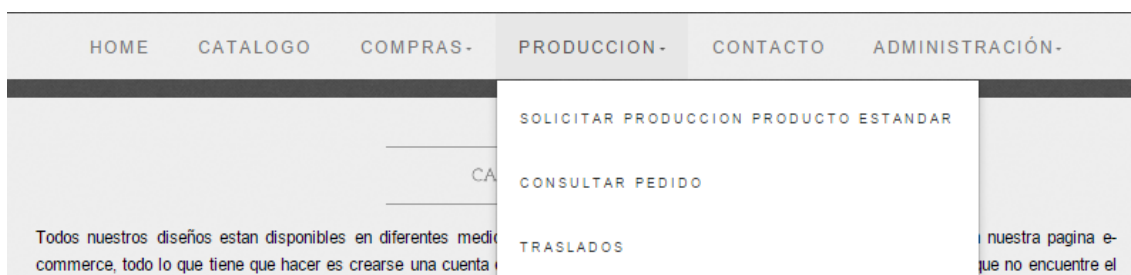 HOME CATALOGO COMPRAS- PRODUCCION- CONTACTO ADMINISTRACIÓN-
SOLICITAR PRODUCCION PRODUCTO ESTANDAR
CA
CONSULTAR PEDIDO
TRASLADOS
Todos nuestros diseños estan disponibles en diferentes nuestra pagina e-
commerce, todo lo que tiene que hacer es crearse una cuenta que no encuentre el